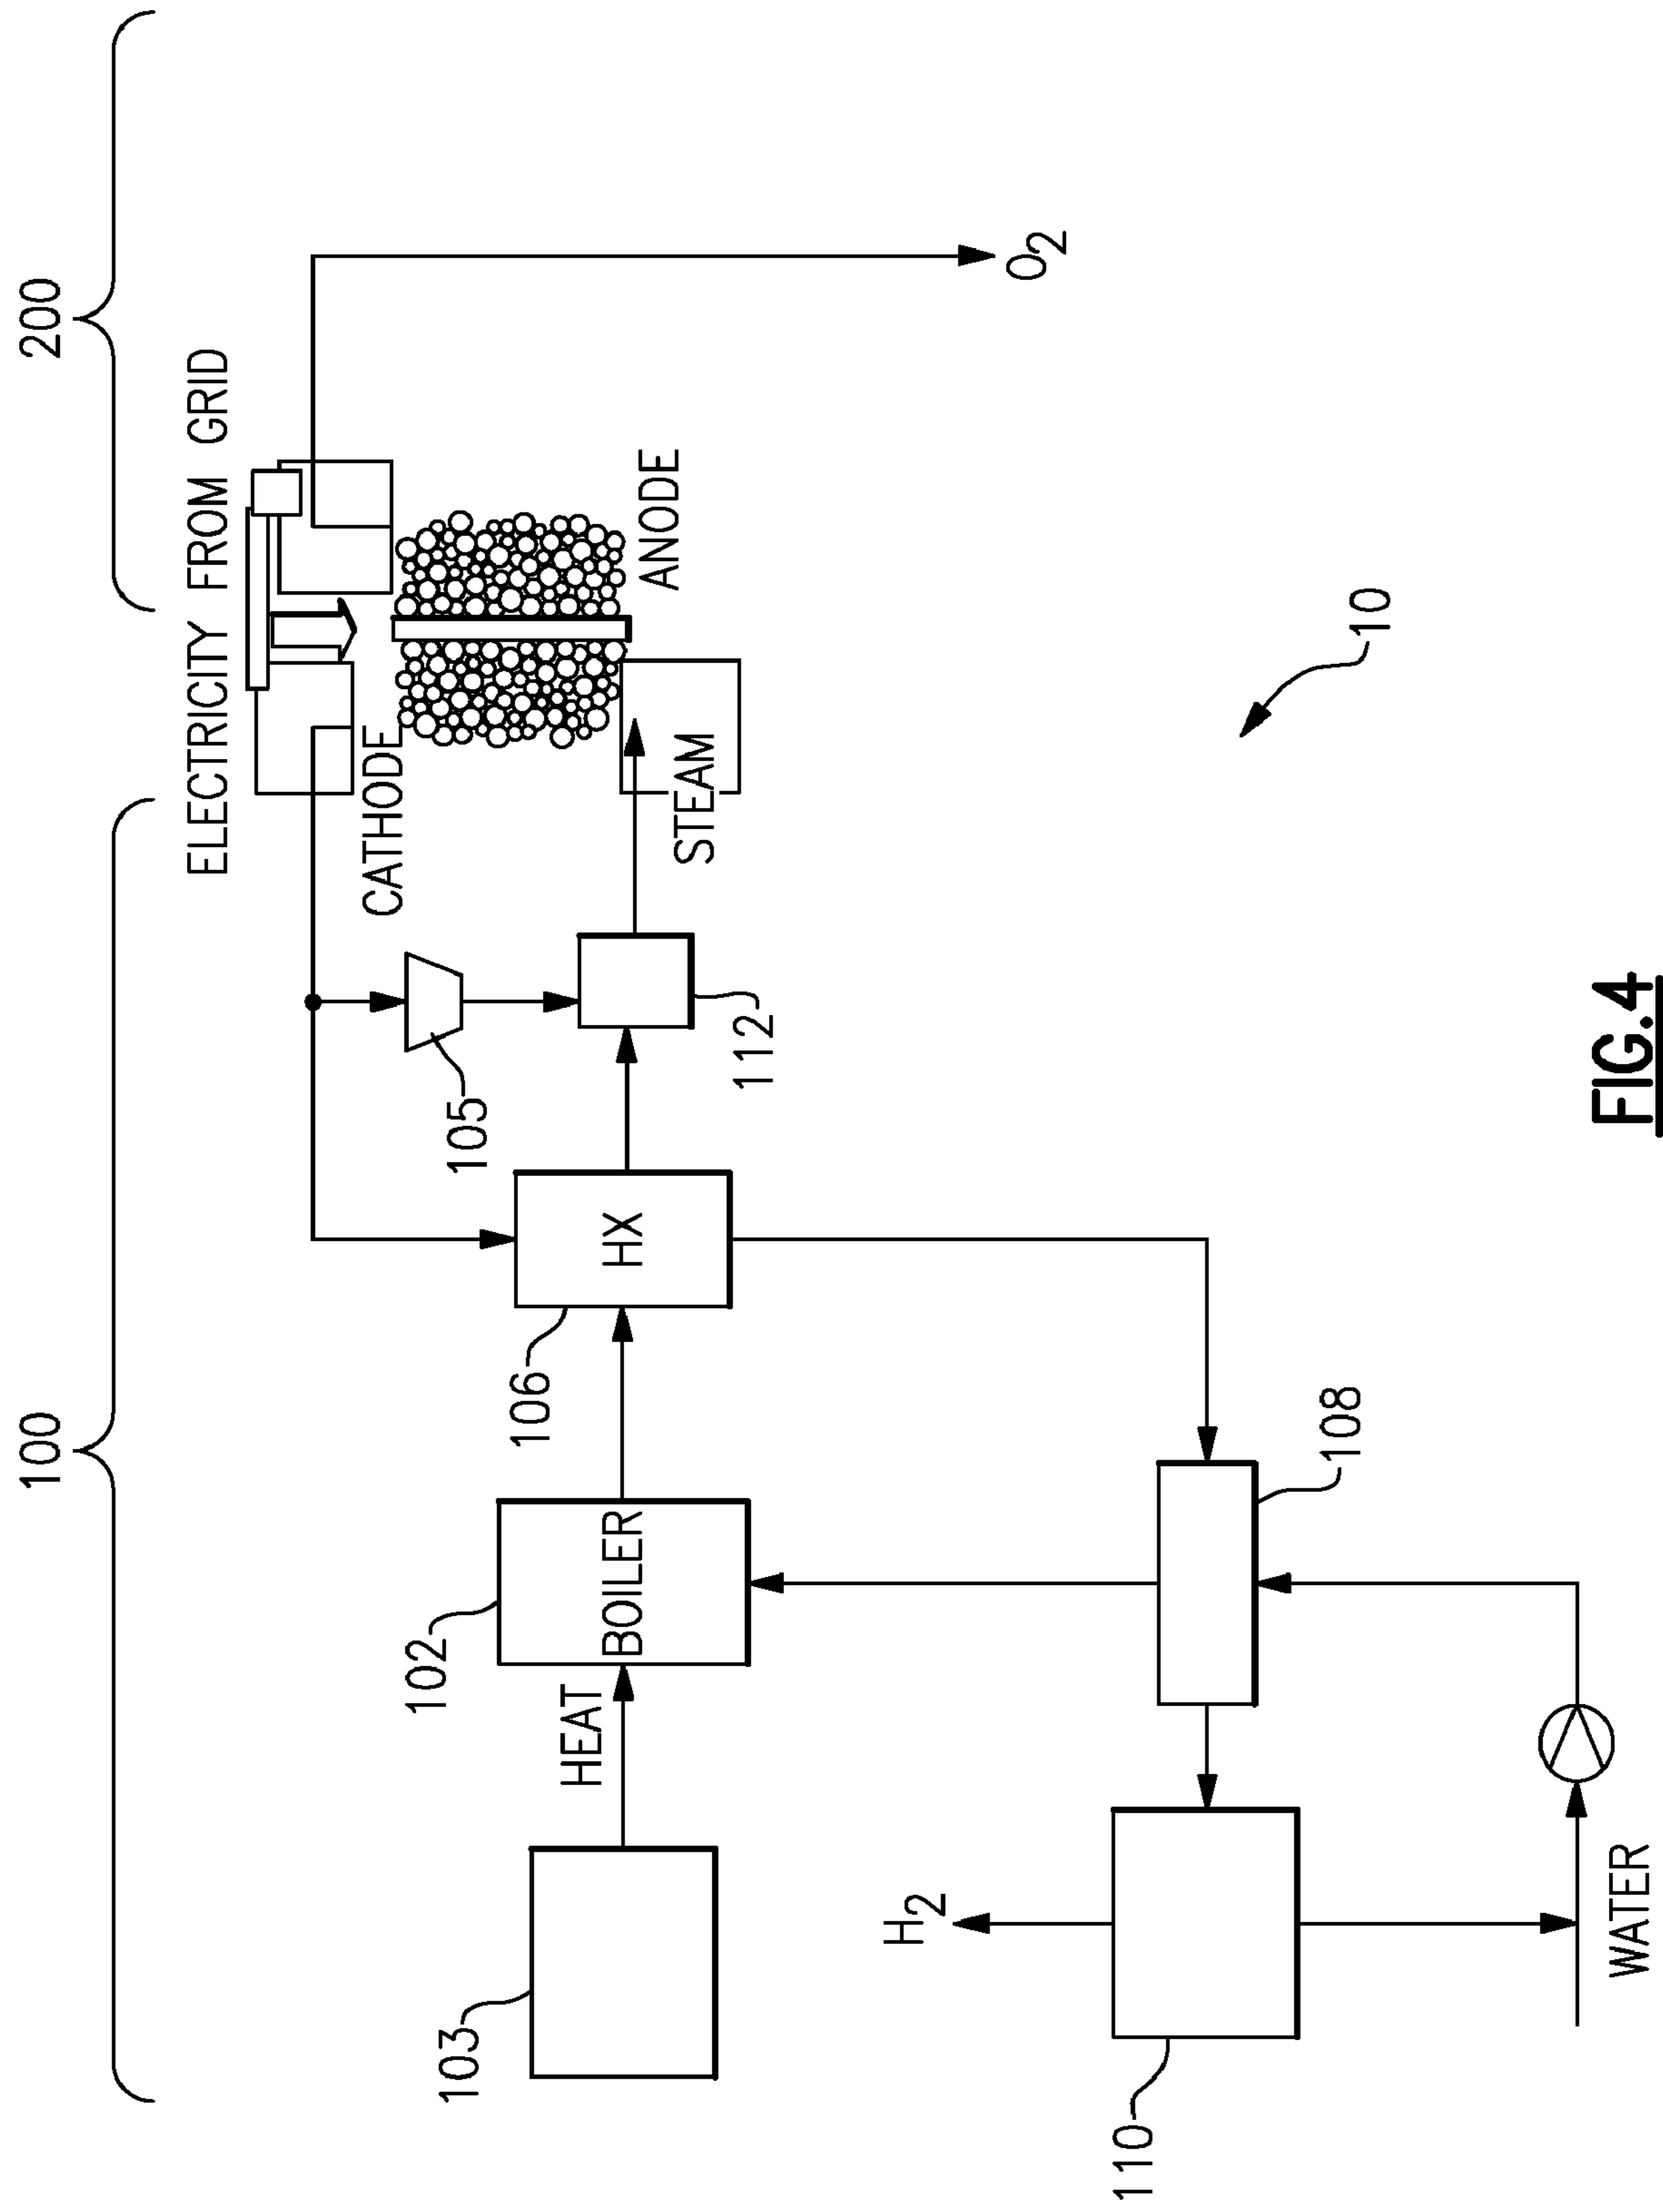 100
200
ELECTRICITY FROM GRID
CATHODE
ANODE
STEAM
O2
105
112
106
HX
102
BOILER
HEAT
103
H2
110
108
WATER
10
FIG.4